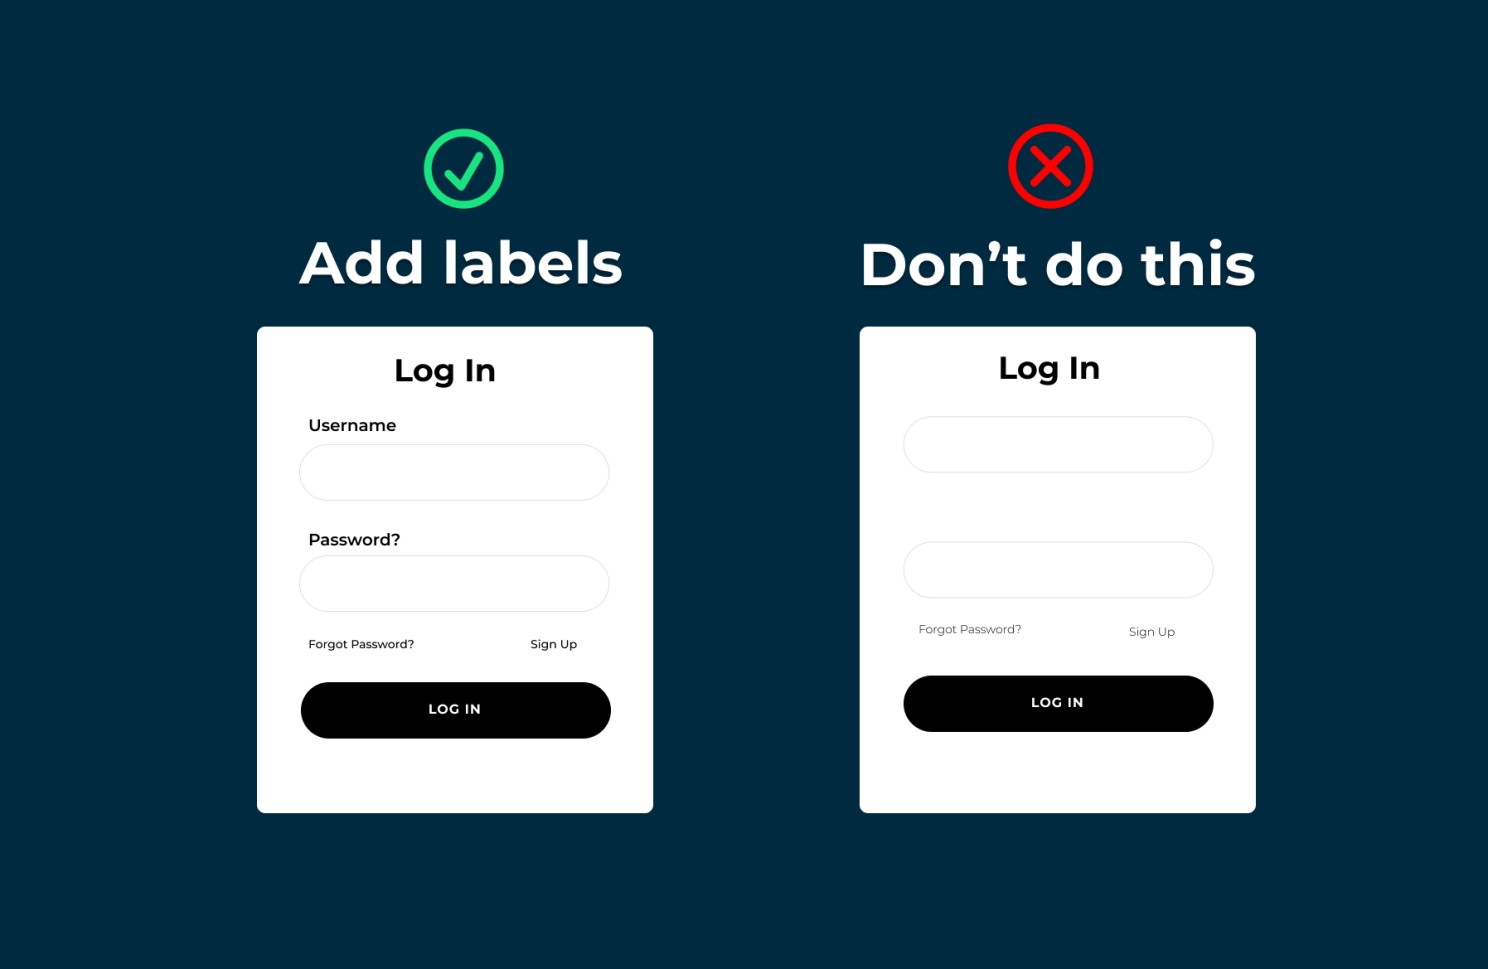 Add labels
Log In
Username
Password?
Forgot Password? Sign Up
LOG IN
Don’t do this
Log In
Forgot Password? Sign Up
LOG IN